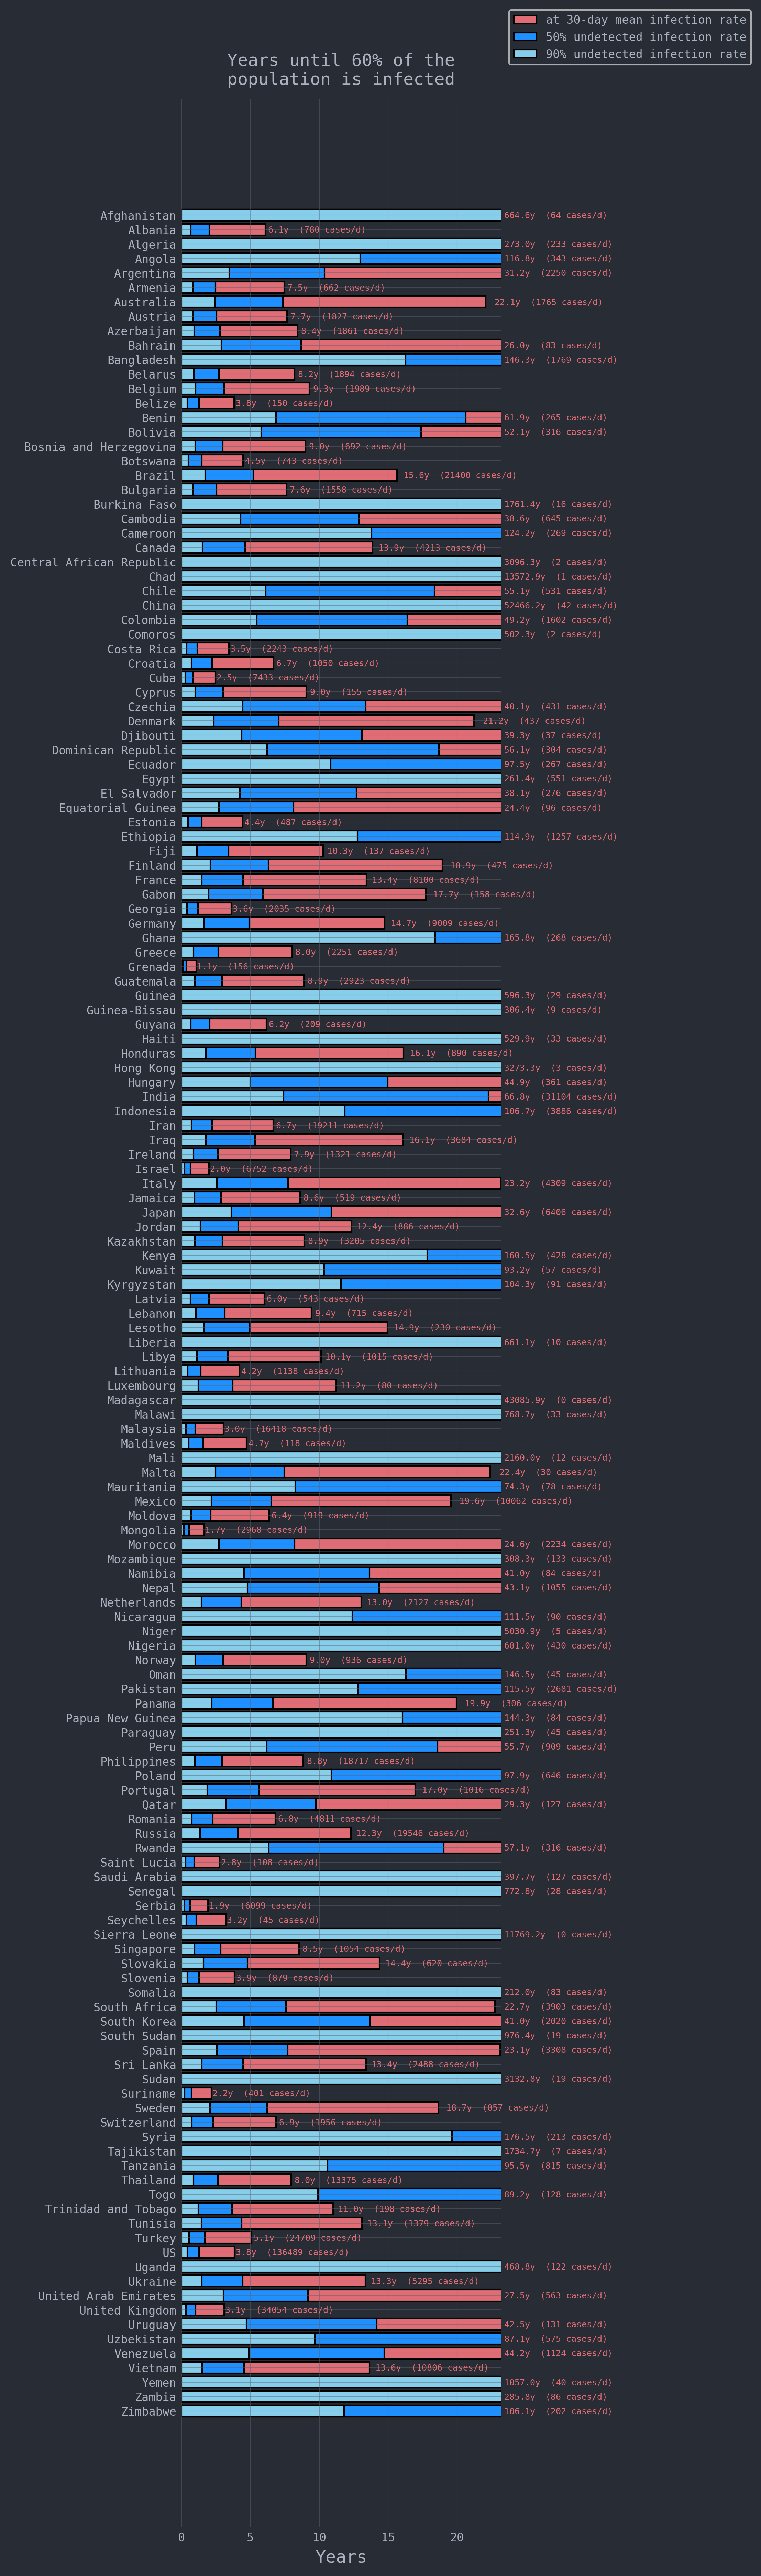 at 30-day mean infection rate
50% undetected infection rate
90% undetected infection rate
Years until 60% of the
population is infected
Afghanistan 664.6y (64 cases/d)
Albania 6.1y (780 cases/d)
Algeria 273.0y (233 cases/d)
Angola 116.8y (343 cases/d)
Argentina 31.2y (2250 cases/d)
Armenia 7.5y (662 cases/d)
Australia 22.1y (1765 cases/d)
Austria 7.7y (1827 cases/d)
Azerbaijan 8.4y (1861 cases/d)
Bahrain 26.0y (83 cases/d)
Bangladesh 146.3y (1769 cases/d)
Belarus 8.2y (1894 cases/d)
Belgium 9.3y (1989 cases/d)
Belize 3.8y (150 cases/d)
Benin 61.9y (265 cases/d)
Bolivia 52.1y (316 cases/d)
Bosnia and Herzegovina 9.0y (692 cases/d)
Botswana 4.5y (743 cases/d)
Brazil 15.6y (21400 cases/d)
Bulgaria 7.6y (1558 cases/d)
Burkina Faso 1761.4y (16 cases/d)
Cambodia 38.6y (645 cases/d)
Cameroon 124.2y (269 cases/d)
Canada 13.9y (4213 cases/d)
Central African Republic 3096.3y (2 cases/d)
Chad 13572.9y (1 cases/d)
Chile 55.1y (531 cases/d)
China 52466.2y (42 cases/d)
Colombia 49.2y (1602 cases/d)
Comoros 502.3y (2 cases/d)
Costa Rica 3.5y (2243 cases/d)
Croatia 6.7y (1050 cases/d)
Cuba 2.5y (7433 cases/d)
Cyprus 9.0y (155 cases/d)
Czechia 40.1y (431 cases/d)
Denmark 21.2y (437 cases/d)
Djibouti 39.3y (37 cases/d)
Dominican Republic 56.1y (304 cases/d)
Ecuador 97.5y (267 cases/d)
Egypt 261.4y (551 cases/d)
El Salvador 38.1y (276 cases/d)
Equatorial Guinea 24.4y (96 cases/d)
Estonia 4.4y (487 cases/d)
Ethiopia 114.9y (1257 cases/d)
Fiji 10.3y (137 cases/d)
Finland 18.9y (475 cases/d)
France 13.4y (8100 cases/d)
Gabon 17.7y (158 cases/d)
Georgia 3.6y (2035 cases/d)
Germany 14.7y (9009 cases/d)
Ghana 165.8y (268 cases/d)
Greece 8.0y (2251 cases/d)
Grenada 1.1y (156 cases/d)
Guatemala 8.9y (2923 cases/d)
Guinea 596.3y (29 cases/d)
Guinea-Bissau 306.4y (9 cases/d)
Guyana 6.2y (209 cases/d)
Haiti 529.9y (33 cases/d)
Honduras 16.1y (890 cases/d)
Hong Kong 3273.3y (3 cases/d)
Hungary 44.9y (361 cases/d)
India 66.8y (31104 cases/d)
Indonesia 106.7y (3886 cases/d)
Iran 6.7y (19211 cases/d)
Iraq 16.1y (3684 cases/d)
Ireland 7.9y (1321 cases/d)
Israel 2.0y (6752 cases/d)
Italy 23.2y (4309 cases/d)
Jamaica 8.6y (519 cases/d)
Japan 32.6y (6406 cases/d)
Jordan 12.4y (886 cases/d)
Kazakhstan 8.9y (3205 cases/d)
Kenya 160.5y (428 cases/d)
Kuwait 93.2y (57 cases/d)
Kyrgyzstan 104.3y (91 cases/d)
Latvia 6.0y (543 cases/d)
Lebanon 9.4y (715 cases/d)
Lesotho 14.9y (230 cases/d)
Liberia 661.1y (10 cases/d)
Libya 10.1y (1015 cases/d)
Lithuania 4.2y (1138 cases/d)
Luxembourg 11.2y (80 cases/d)
Madagascar 43085.9y (0 cases/d)
Malawi 768.7y (33 cases/d)
Malaysia 3.0y (16418 cases/d)
Maldives 4.7y (118 cases/d)
Mali 2160.0y (12 cases/d)
Malta 22.4y (30 cases/d)
Mauritania 74.3y (78 cases/d)
Mexico 19.6y (10062 cases/d)
Moldova 6.4y (919 cases/d)
Mongolia 1.7y (2968 cases/d)
Morocco 24.6y (2234 cases/d)
Mozambique 308.3y (133 cases/d)
Namibia 41.0y (84 cases/d)
Nepal 43.1y (1055 cases/d)
Netherlands 13.0y (2127 cases/d)
Nicaragua 111.5y (90 cases/d)
Niger 5030.9y (5 cases/d)
Nigeria 681.0y (430 cases/d)
Norway 9.0y (936 cases/d)
Oman 146.5y (45 cases/d)
Pakistan 115.5y (2681 cases/d)
Panama 19.9y (306 cases/d)
Papua New Guinea 144.3y (84 cases/d)
Paraguay 251.3y (45 cases/d)
Peru 55.7y (909 cases/d)
Philippines 8.8y (18717 cases/d)
Poland 97.9y (646 cases/d)
Portugal 17.0y (1016 cases/d)
Qatar 29.3y (127 cases/d)
Romania 6.8y (4811 cases/d)
Russia 12.3y (19546 cases/d)
Rwanda 57.1y (316 cases/d)
Saint Lucia 2.8y (108 cases/d)
Saudi Arabia 397.7y (127 cases/d)
Senegal 772.8y (28 cases/d)
Serbia 1.9y (6099 cases/d)
Seychelles 3.2y (45 cases/d)
Sierra Leone 11769.2y (0 cases/d)
Singapore 8.5y (1054 cases/d)
Slovakia 14.4y (620 cases/d)
Slovenia 3.9y (879 cases/d)
Somalia 212.0y (83 cases/d)
South Africa 22.7y (3903 cases/d)
South Korea 41.0y (2020 cases/d)
South Sudan 976.4y (19 cases/d)
Spain 23.1y (3308 cases/d)
Sri Lanka 13.4y (2488 cases/d)
Sudan 3132.8y (19 cases/d)
Suriname 2.2y (401 cases/d)
Sweden 18.7y (857 cases/d)
Switzerland 6.9y (1956 cases/d)
Syria 176.5y (213 cases/d)
Tajikistan 1734.7y (7 cases/d)
Tanzania 95.5y (815 cases/d)
Thailand 8.0y (13375 cases/d)
Togo 89.2y (128 cases/d)
Trinidad and Tobago 11.0y (198 cases/d)
Tunisia 13.1y (1379 cases/d)
Turkey 5.1y (24709 cases/d)
US 3.8y (136489 cases/d)
Uganda 468.8y (122 cases/d)
Ukraine 13.3y (5295 cases/d)
United Arab Emirates 27.5y (563 cases/d)
United Kingdom 3.1y (34054 cases/d)
Uruguay 42.5y (131 cases/d)
Uzbekistan 87.1y (575 cases/d)
Venezuela 44.2y (1124 cases/d)
Vietnam 13.6y (10806 cases/d)
Yemen 1057.0y (40 cases/d)
Zambia 285.8y (86 cases/d)
Zimbabwe 106.1y (202 cases/d)
0 5 10 15 20
Years